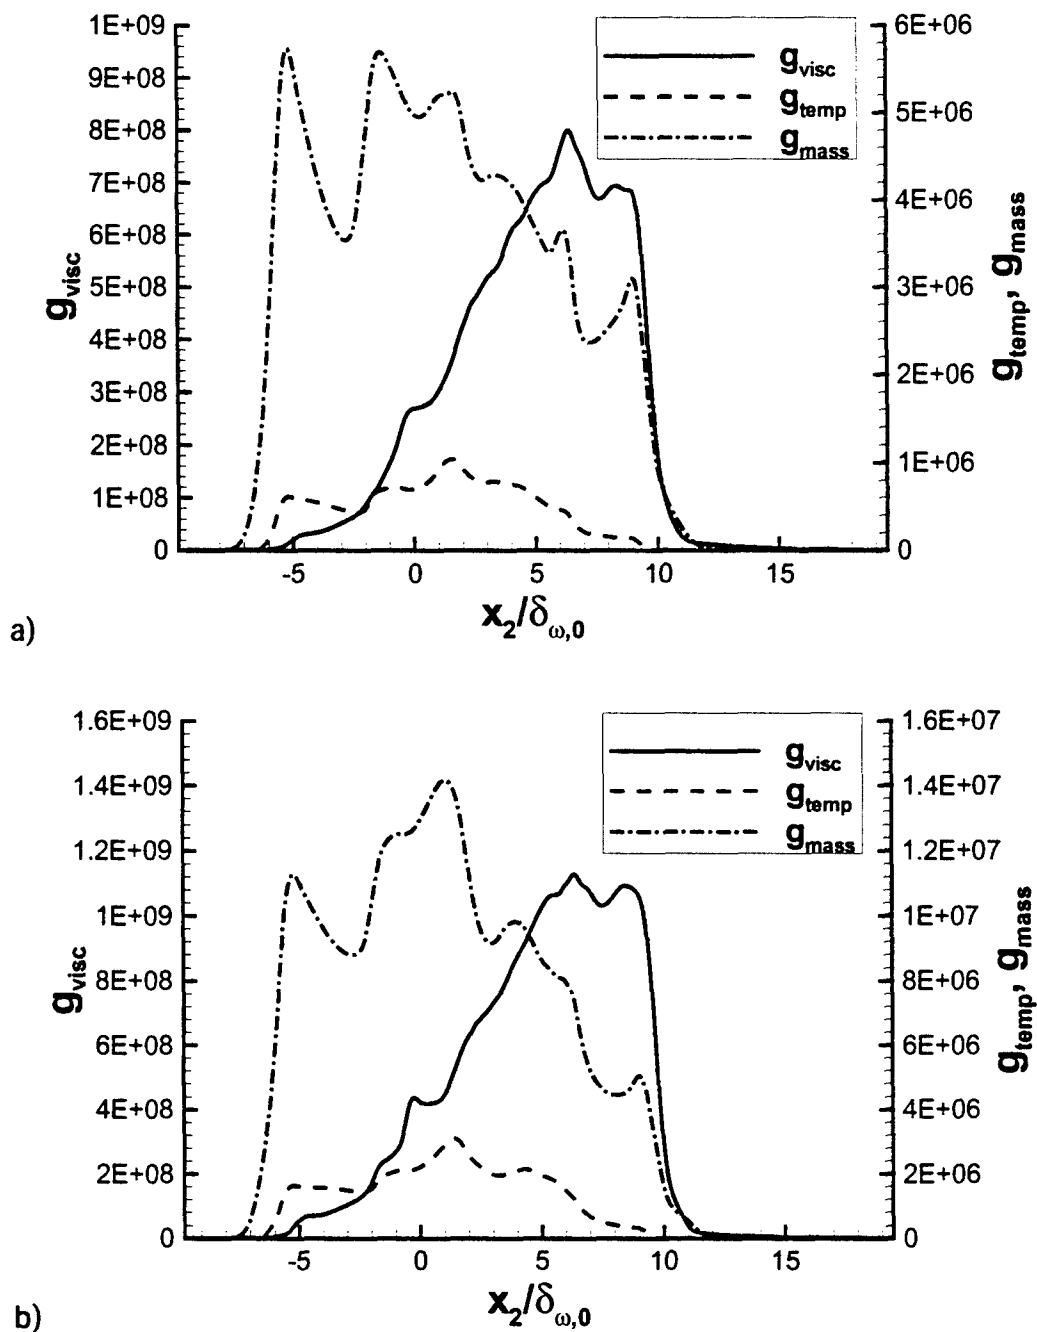 1E+09
9E+08
8E+08
7E+08
6E+08
5E+08
4E+08
3E+08
2E+08
1E+08
0
g_visc
6E+06
5E+06
4E+06
3E+06
2E+06
1E+06
0
g_temp, g_mass
g_visc
g_temp
g_mass
-5 0 5 10 15
x_2/δ_ω,0
a)
1.6E+09
1.4E+09
1.2E+09
1E+09
8E+08
6E+08
4E+08
2E+08
0
g_visc
1.6E+07
1.4E+07
1.2E+07
1E+07
8E+06
6E+06
4E+06
2E+06
0
g_temp, g_mass
g_visc
g_temp
g_mass
-5 0 5 10 15
x_2/δ_ω,0
b)